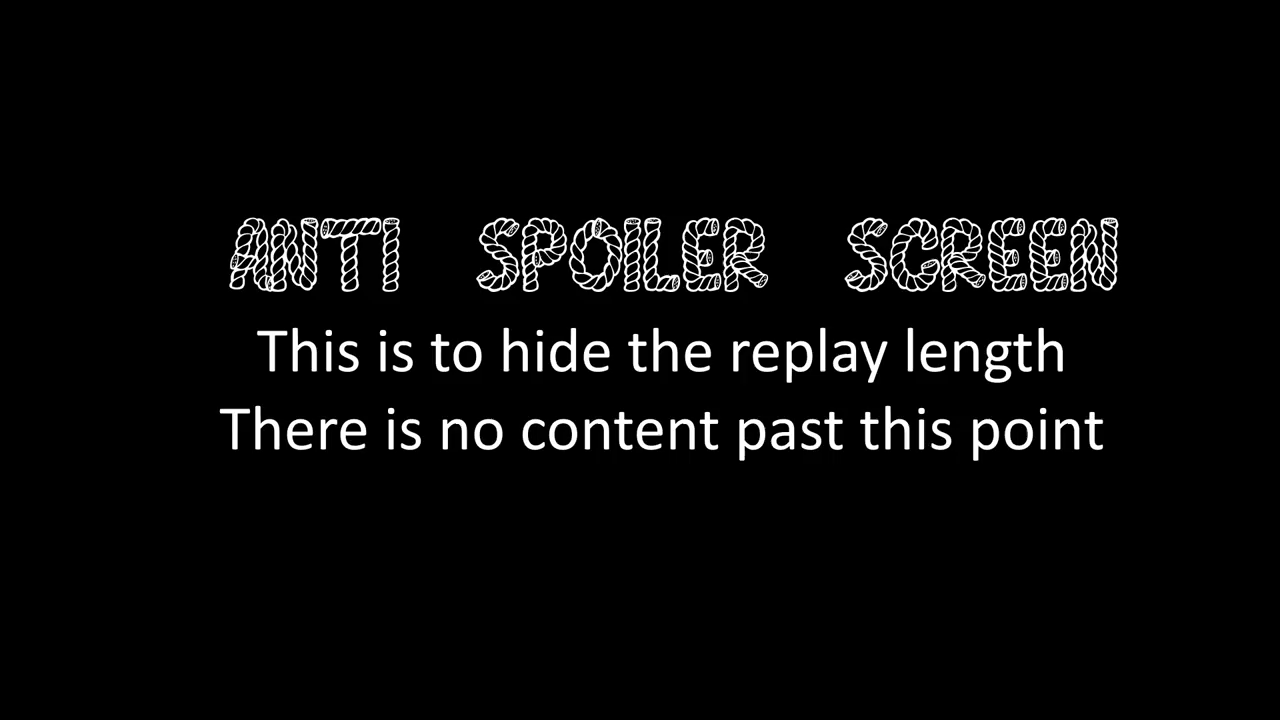 ANTI SPOILER SCREEN
This is to hide the replay length
There is no content past this point